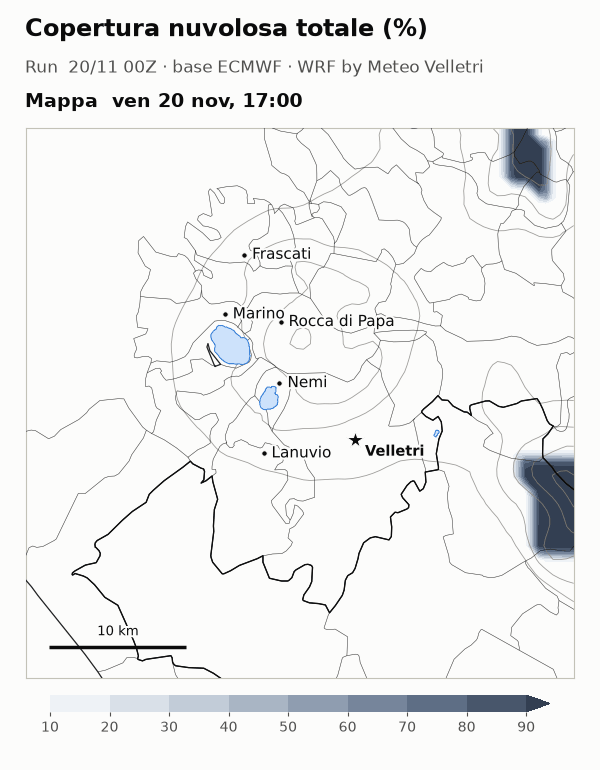 Copertura nuvolosa totale (%)
Run  20/11 00Z · base ECMWF · WRF by Meteo Velletri
Mappa  ven 20 nov, 17:00
Frascati
Marino
Rocca di Papa
Nemi
Velletri
Lanuvio
10 km
10 20 30 40 50 60 70 80 90